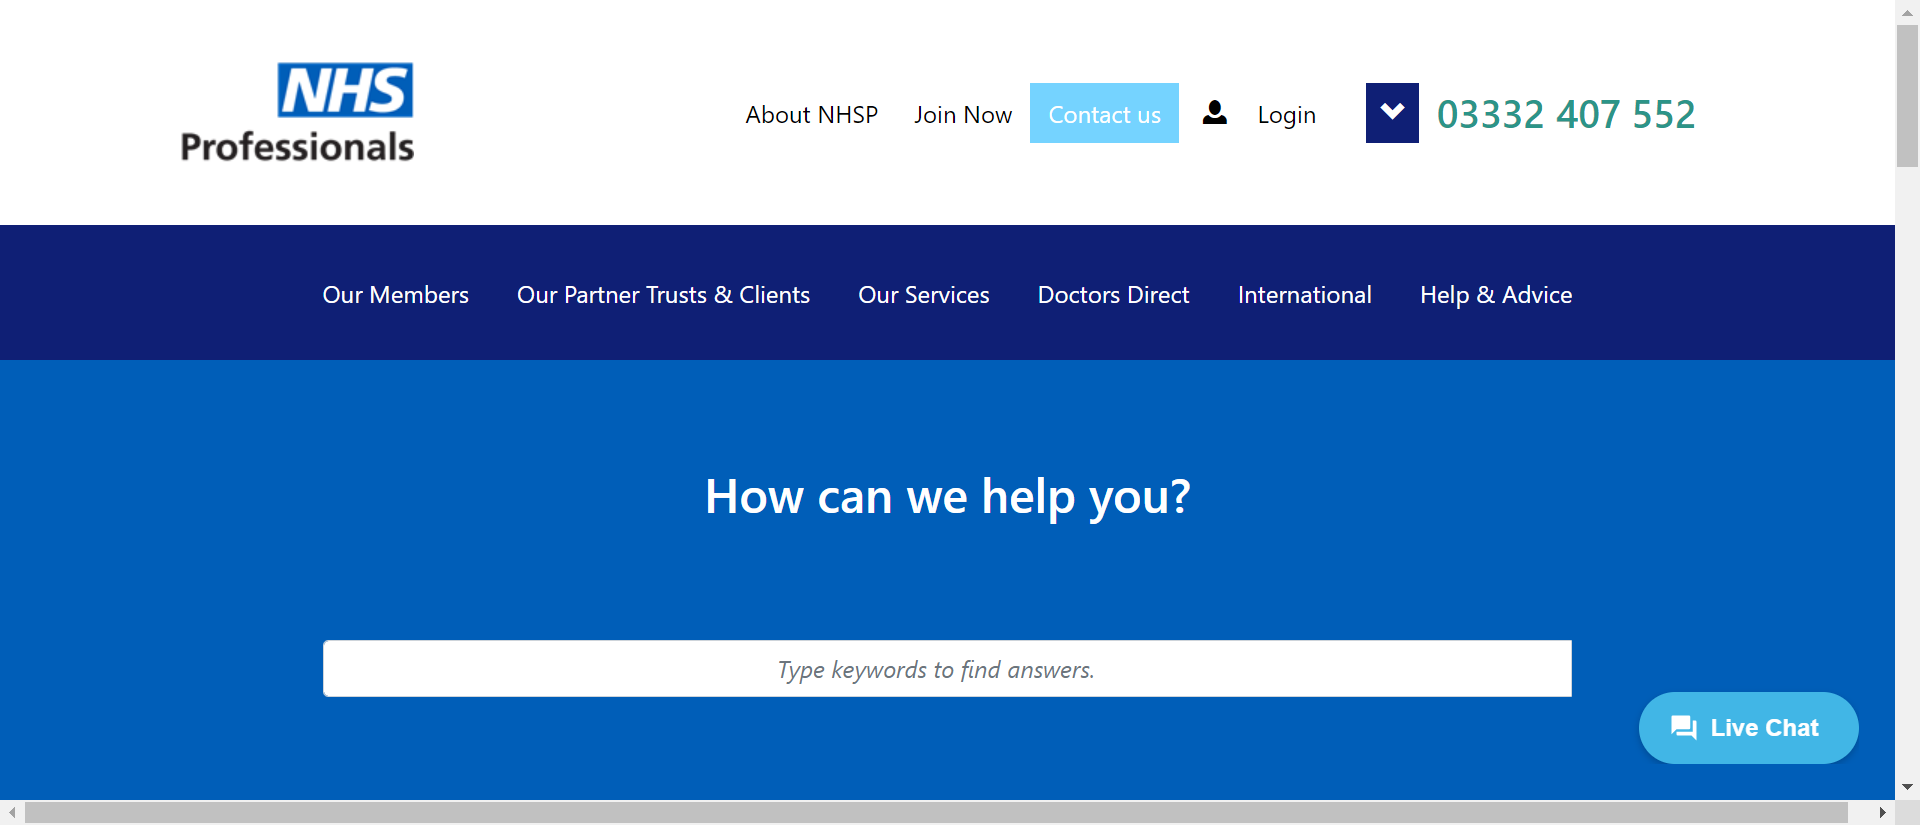 NHS
Professionals
About NHSP Join Now Contact us Login 03332 407 552
Our Members Our Partner Trusts & Clients Our Services Doctors Direct International Help & Advice
How can we help you?
Type keywords to find answers.
Live Chat